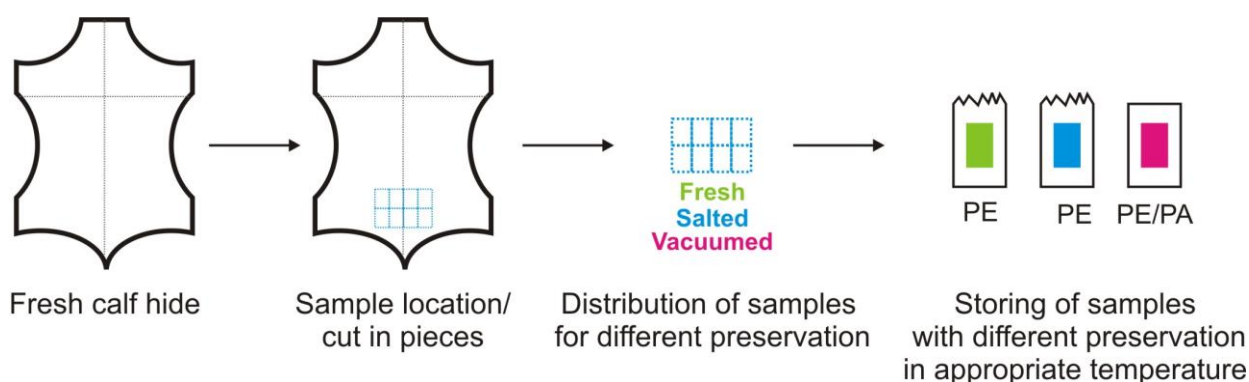 Fresh
Salted
Vacuumed
PE
PE
PE/PA
Fresh calf hide
Sample location/
cut in pieces
Distribution of samples
for different preservation
Storing of samples
with different preservation
in appropriate temperature